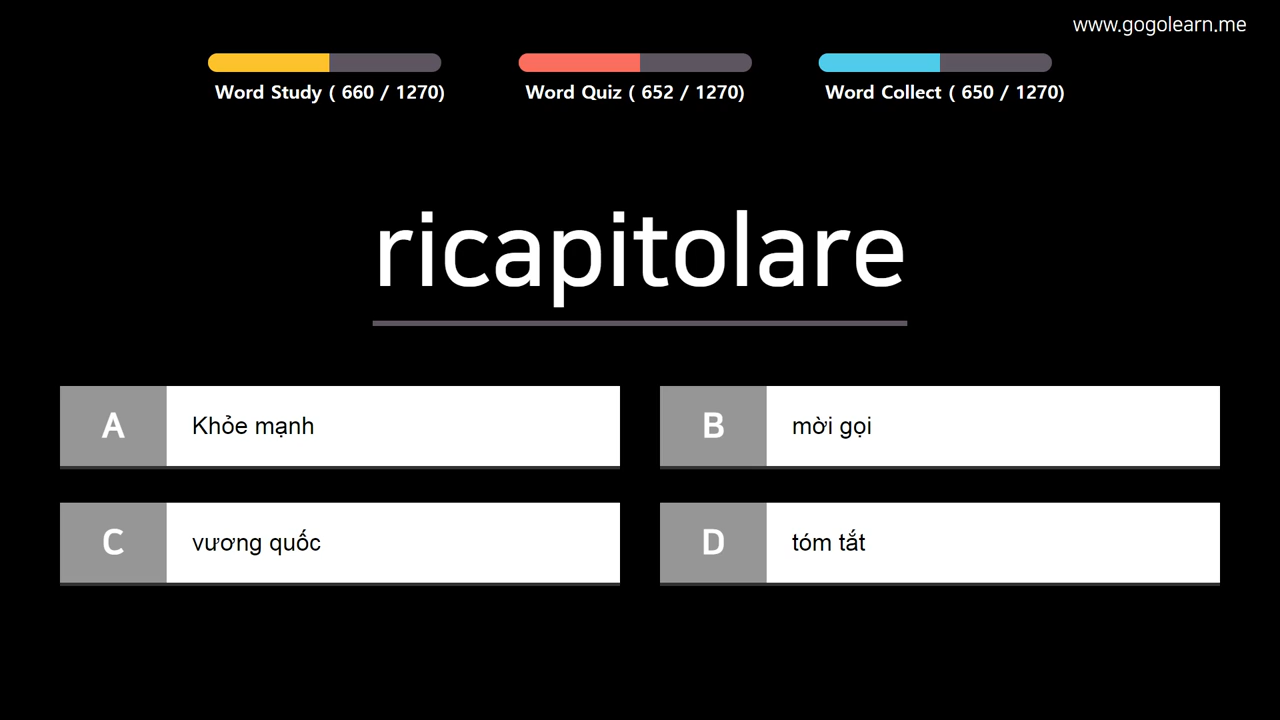 www.gogolearn.me
Word Study ( 660 / 1270)
Word Quiz ( 652 / 1270)
Word Collect ( 650 / 1270)
ricapitolare
A
Khỏe mạnh
B
mời gọi
C
vương quốc
D
tóm tắt